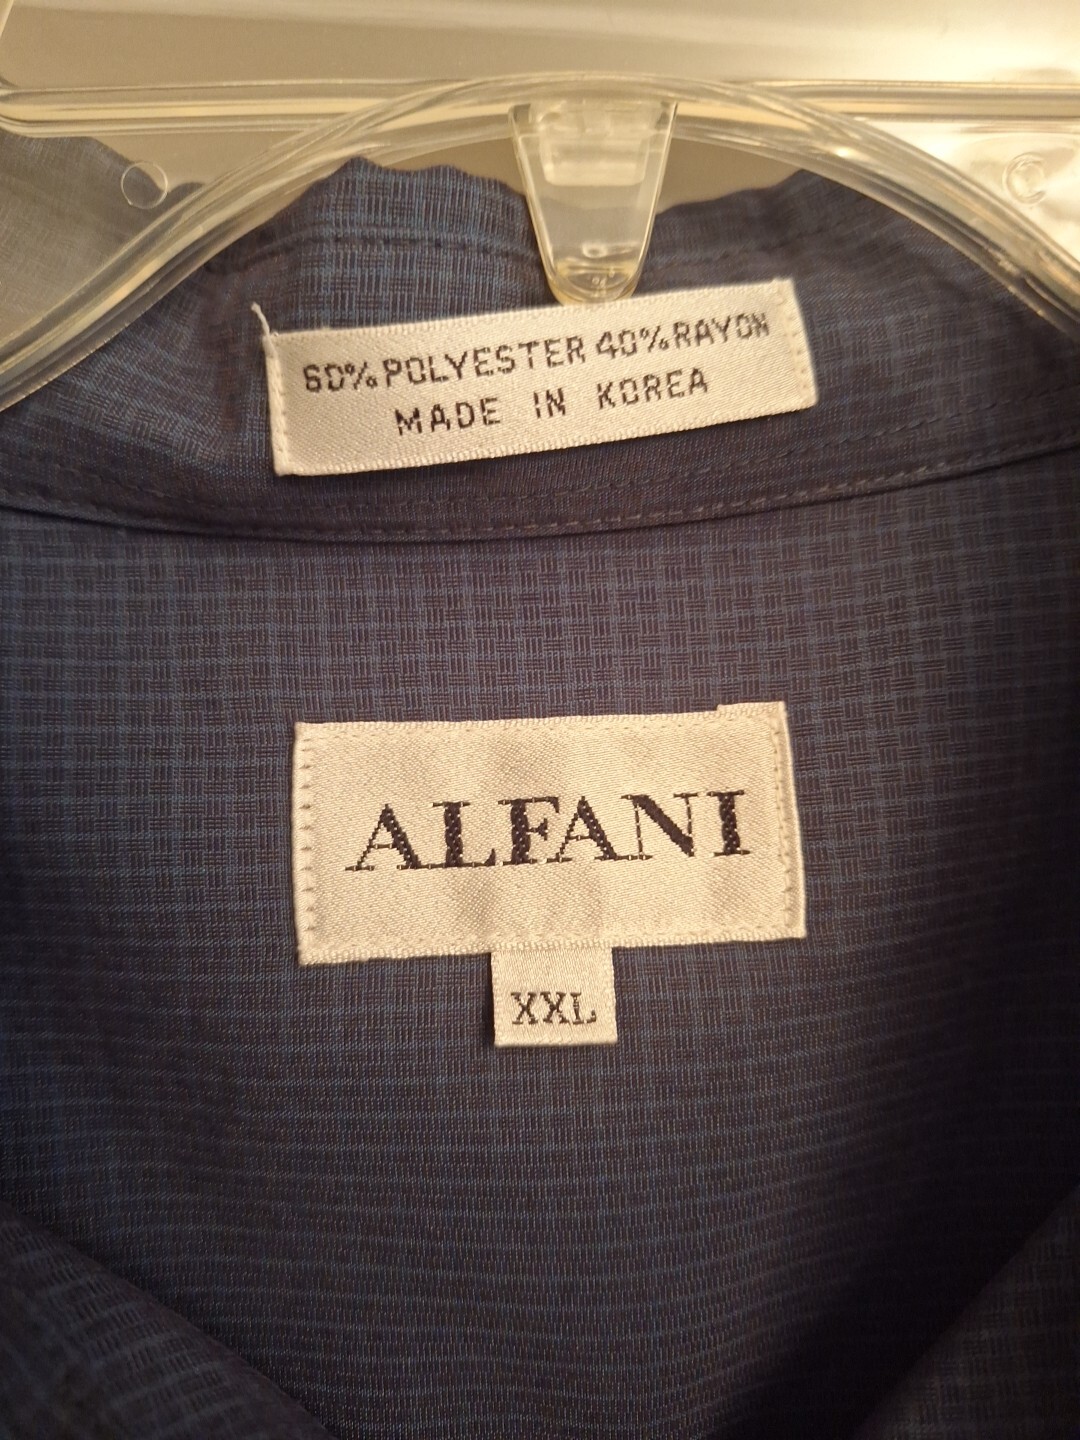 60% POLYESTER 40% RAYON
MADE IN KOREA
ALFANI
XXL